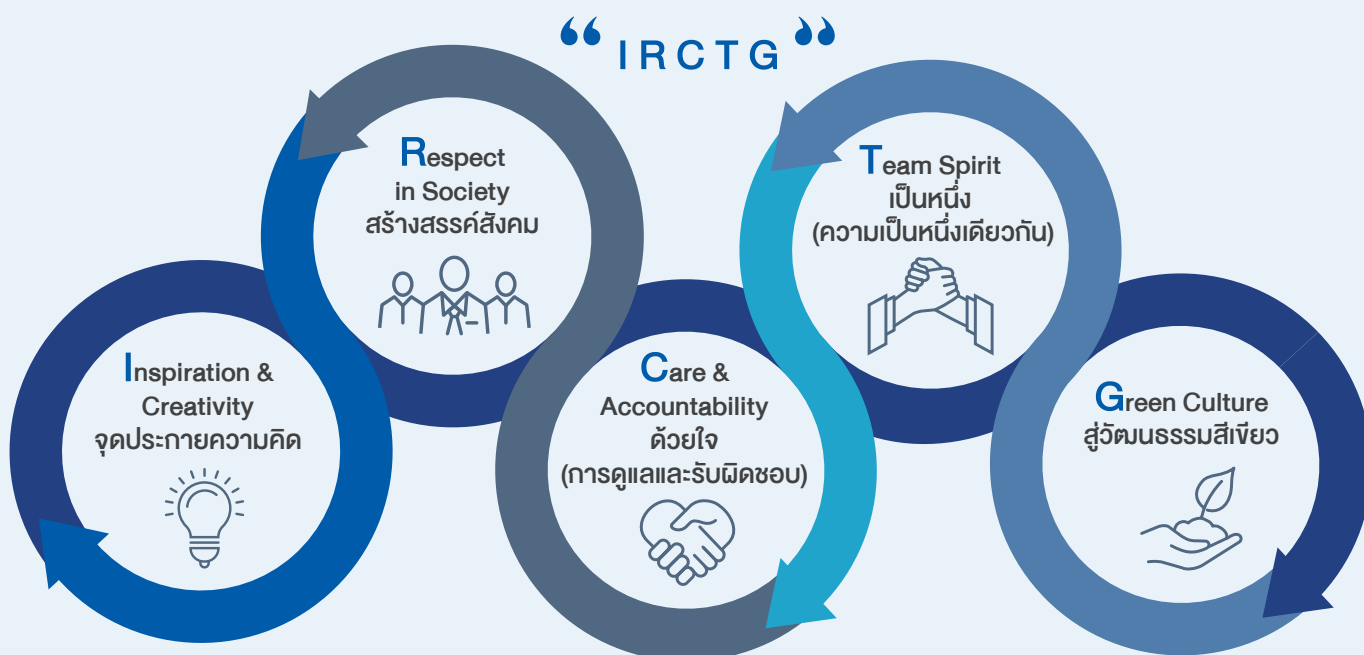 “ IRCTG ”
Inspiration &
Creativity
จุดประกายความคิด
Respect
in Society
สร้างสรรค์สังคม
Care &
Accountability
ด้วยใจ
(การดูแลและรับผิดชอบ)
Team Spirit
เป็นหนึ่ง
(ความเป็นหนึ่งเดียวกัน)
Green Culture
สู่วัฒนธรรมสีเขียว